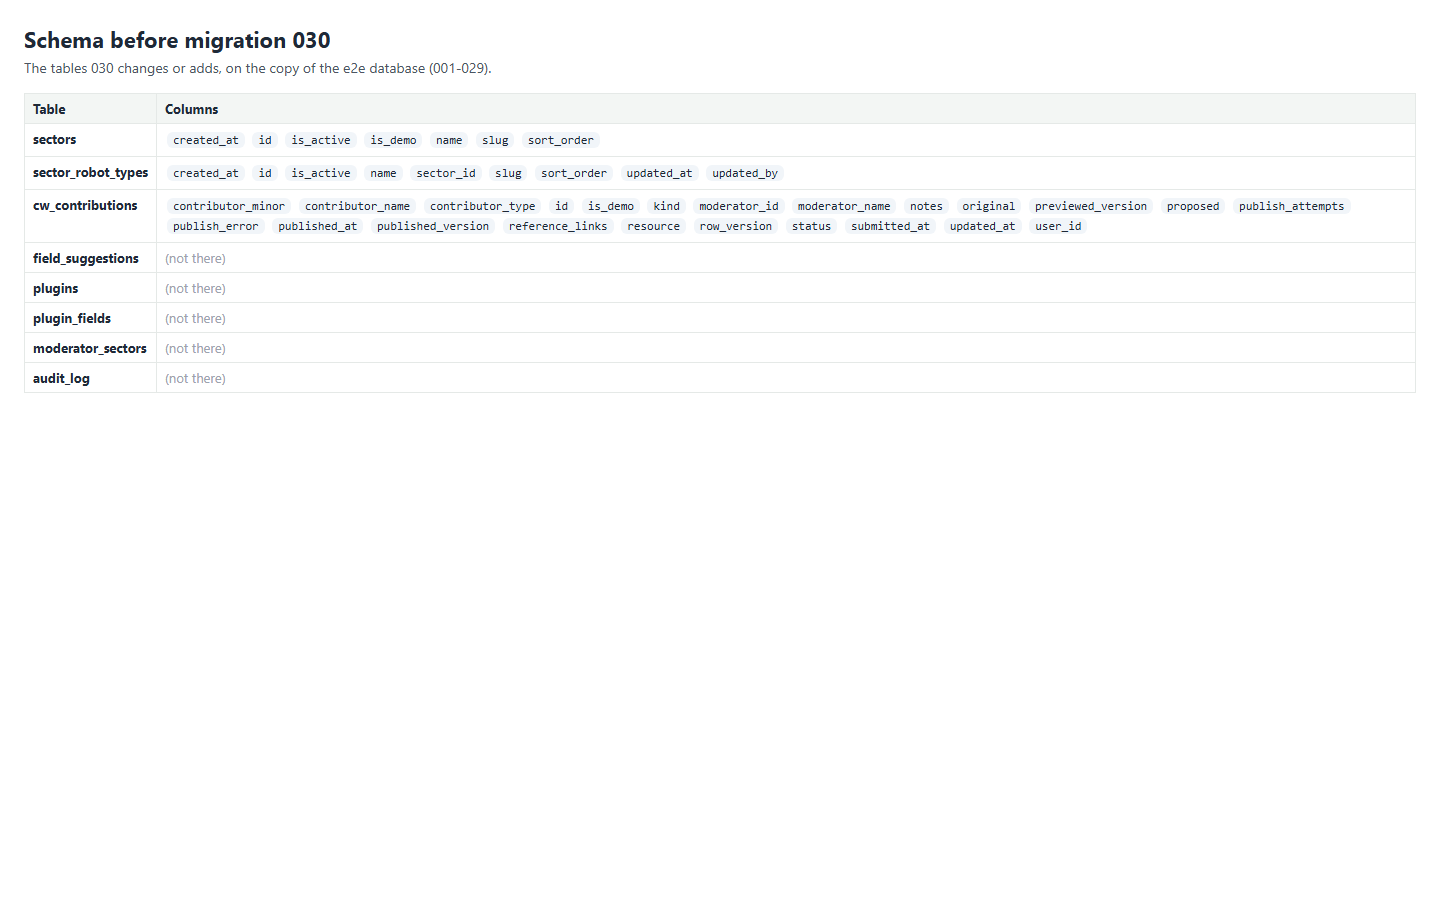 Schema before migration 030
The tables 030 changes or adds, on the copy of the e2e database (001-029).
Table Columns
sectors created_at id is_active is_demo name slug sort_order
sector_robot_types created_at id is_active name sector_id slug sort_order updated_at updated_by
cw_contributions contributor_minor contributor_name contributor_type id is_demo kind moderator_id moderator_name notes original previewed_version proposed publish_attempts
publish_error published_at published_version reference_links resource row_version status submitted_at updated_at user_id
field_suggestions (not there)
plugins (not there)
plugin_fields (not there)
moderator_sectors (not there)
audit_log (not there)